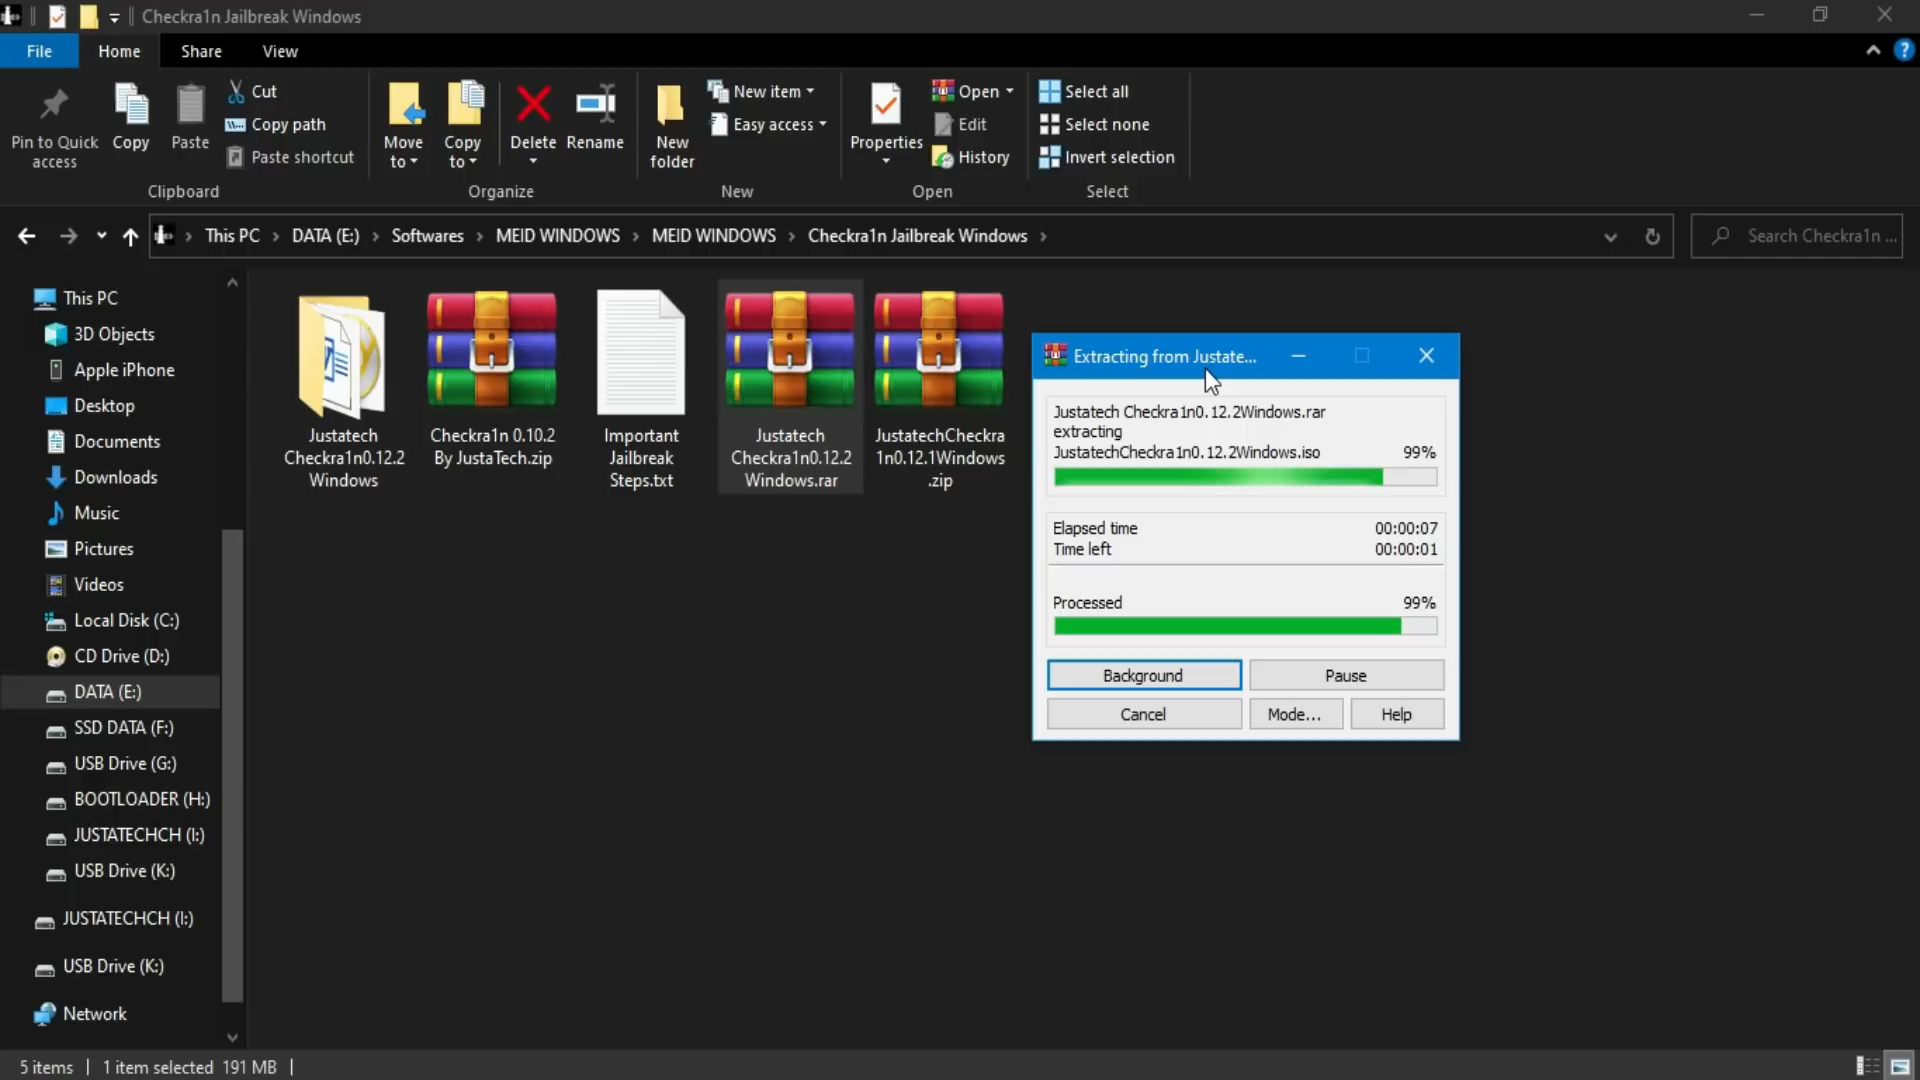 Checkra1n Jailbreak Windows
File Home Share View
Pin to Quick access
Copy
Paste
Cut
Copy path
Paste shortcut
Clipboard
Move to
Copy to
Delete
Rename
Organize
New folder
New item
Easy access
New
Properties
Open
Edit
History
Open
Select all
Select none
Invert selection
Select
This PC > DATA (E:) > Softwares > MEID WINDOWS > MEID WINDOWS > Checkra1n Jailbreak Windows >
Search Checkra1n ...
This PC
3D Objects
Apple iPhone
Desktop
Documents
Downloads
Music
Pictures
Videos
Local Disk (C:)
CD Drive (D:)
DATA (E:)
SSD DATA (F:)
USB Drive (G:)
BOOTLOADER (H:)
JUSTATECHCH (I:)
USB Drive (K:)
JUSTATECHCH (I:)
USB Drive (K:)
Network
Justatech
Checkra1n0.12.2
Windows
Checkra1n 0.10.2
By JustaTech.zip
Important
Jailbreak
Steps.txt
Justatech
Checkra1n0.12.2
Windows.rar
JustatechCheckra
1n0.12.1Windows
.zip
Extracting from Justate...
Justatech Checkra1n0.12.2Windows.rar
extracting
JustatechCheckra1n0.12.2Windows.iso 99%
Elapsed time 00:00:07
Time left 00:00:01
Processed 99%
Background Pause
Cancel Mode... Help
5 items 1 item selected 191 MB